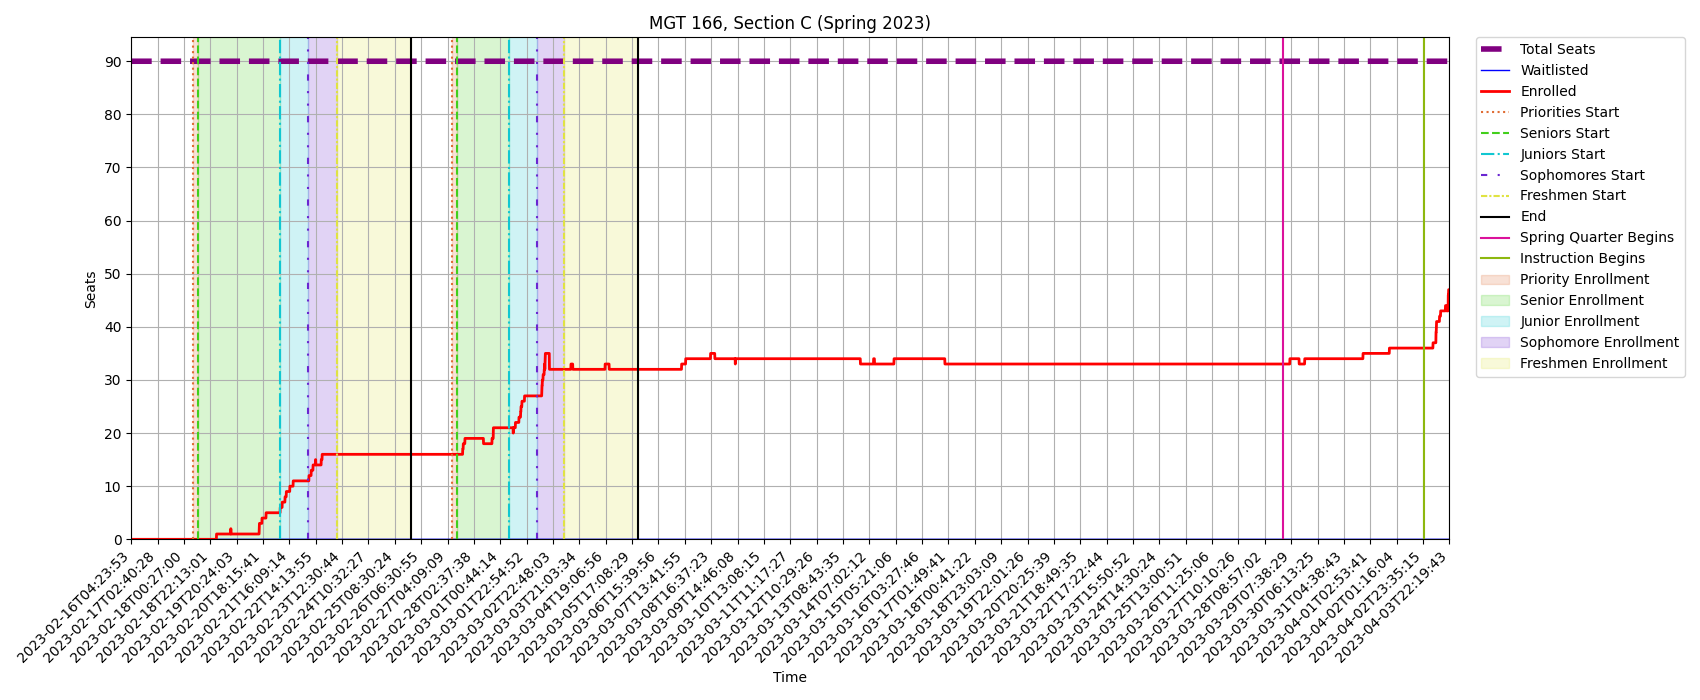 MGT 166, Section C (Spring 2023)
Seats
90
80
70
60
50
40
30
20
10
0
2023-02-16T04:23:53
2023-02-17T02:40:28
2023-02-18T00:27:00
2023-02-18T22:13:01
2023-02-19T20:24:03
2023-02-20T18:15:41
2023-02-21T16:09:14
2023-02-22T14:13:55
2023-02-23T12:30:44
2023-02-24T10:32:27
2023-02-25T08:30:24
2023-02-26T06:30:55
2023-02-27T04:09:09
2023-02-28T02:37:38
2023-03-01T00:44:14
2023-03-01T22:54:52
2023-03-02T22:48:03
2023-03-03T21:03:34
2023-03-04T19:06:56
2023-03-05T17:08:29
2023-03-06T15:39:56
2023-03-07T13:41:55
2023-03-08T16:37:23
2023-03-09T14:46:08
2023-03-10T13:08:15
2023-03-11T11:17:27
2023-03-12T10:29:26
2023-03-13T08:43:35
2023-03-14T07:02:12
2023-03-15T05:21:06
2023-03-16T03:27:46
2023-03-17T01:49:41
2023-03-18T00:41:22
2023-03-18T23:03:09
2023-03-19T22:01:26
2023-03-20T20:25:39
2023-03-21T18:49:35
2023-03-22T17:22:44
2023-03-23T15:50:52
2023-03-24T14:30:24
2023-03-25T13:00:51
2023-03-26T11:25:06
2023-03-27T10:10:26
2023-03-28T08:57:02
2023-03-29T07:38:29
2023-03-30T06:13:25
2023-03-31T04:38:43
2023-04-01T02:53:41
2023-04-02T01:16:04
2023-04-02T23:35:15
2023-04-03T22:19:43
Time
Total Seats
Waitlisted
Enrolled
Priorities Start
Seniors Start
Juniors Start
Sophomores Start
Freshmen Start
End
Spring Quarter Begins
Instruction Begins
Priority Enrollment
Senior Enrollment
Junior Enrollment
Sophomore Enrollment
Freshmen Enrollment